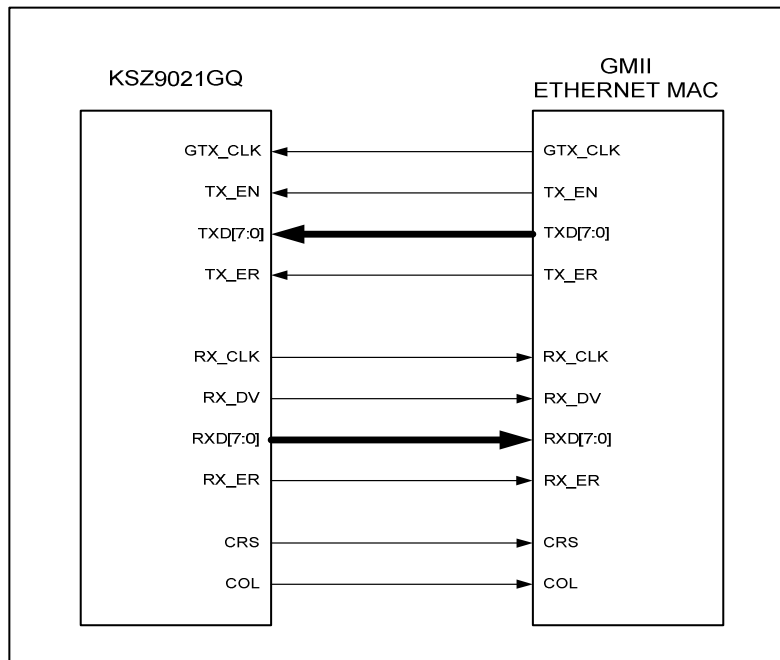 KSZ9021GQ
GMII
ETHERNET MAC
GTX_CLK GTX_CLK
TX_EN TX_EN
TXD[7:0] TXD[7:0]
TX_ER TX_ER
RX_CLK RX_CLK
RX_DV RX_DV
RXD[7:0] RXD[7:0]
RX_ER RX_ER
CRS CRS
COL COL